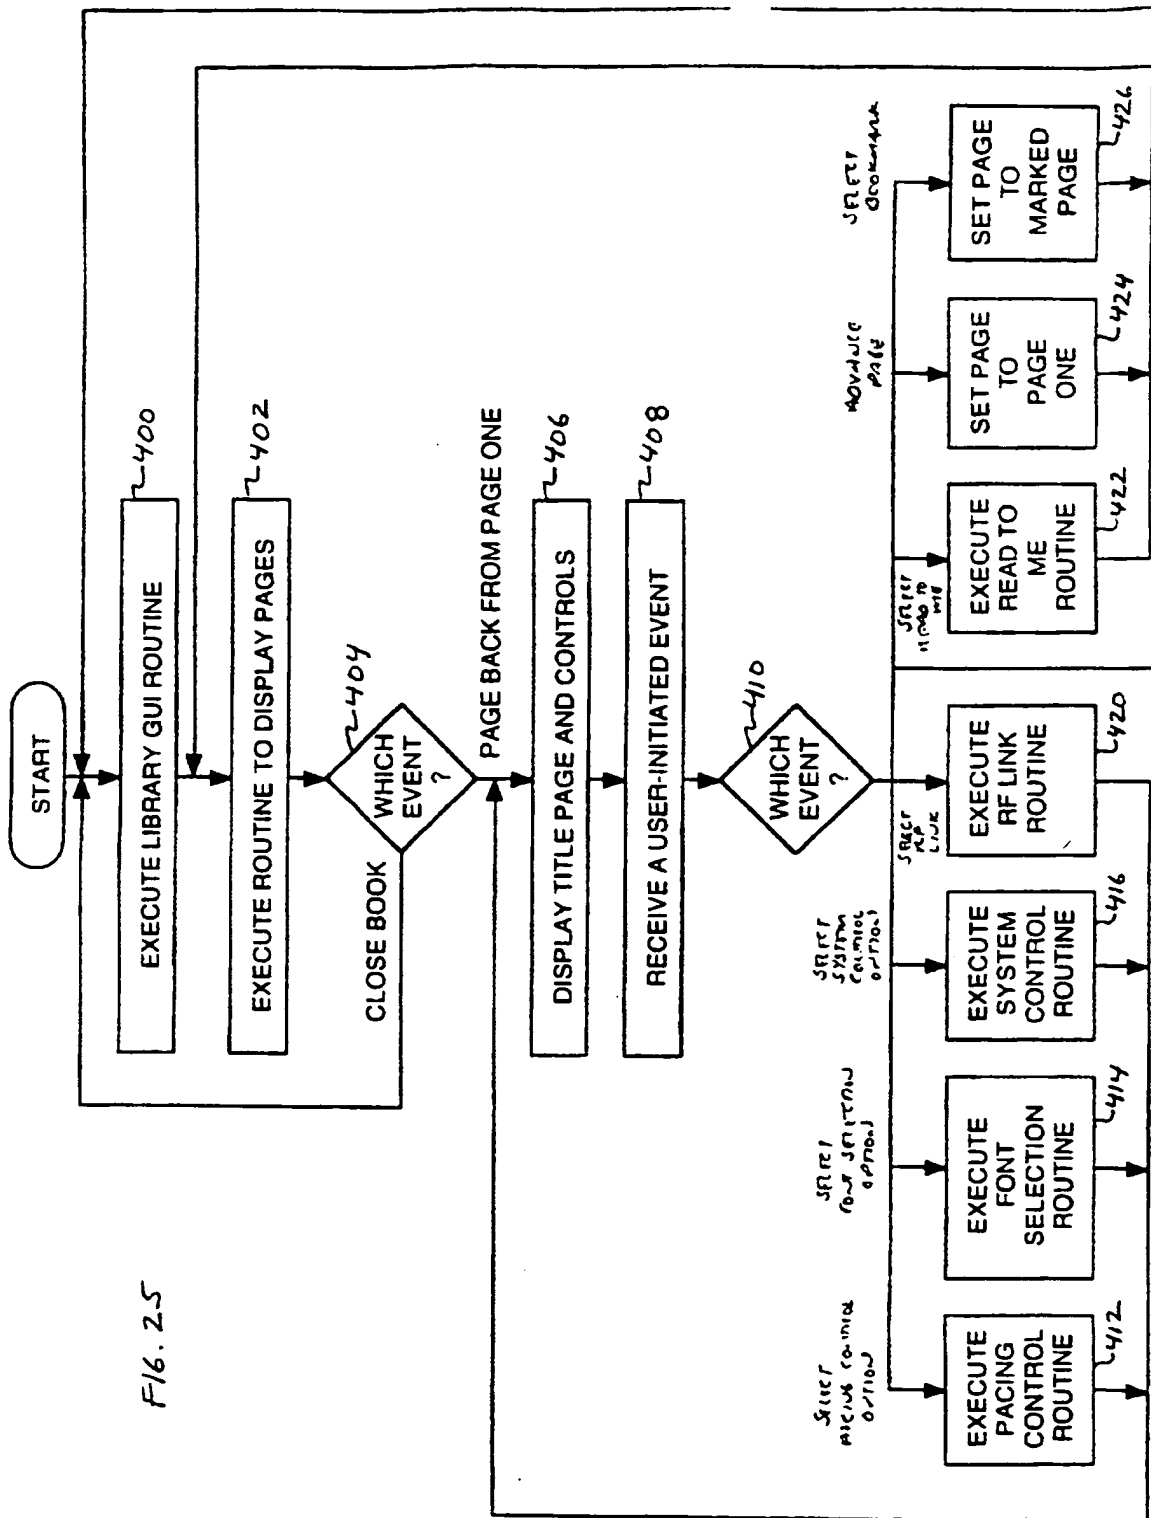 START
EXECUTE LIBRARY GUI ROUTINE
400
EXECUTE ROUTINE TO DISPLAY PAGES
402
WHICH
EVENT
?
404
CLOSE BOOK
PAGE BACK FROM PAGE ONE
DISPLAY TITLE PAGE AND CONTROLS
406
RECEIVE A USER-INITIATED EVENT
408
WHICH
EVENT
?
410
SELECT
PACING CONTROL
OPTION
EXECUTE
PACING
CONTROL
ROUTINE
412
SELECT
FONT SELECTION
OPTION
EXECUTE
FONT
SELECTION
ROUTINE
414
SELECT
SYSTEM
CONTROL
OPTION
EXECUTE
SYSTEM
CONTROL
ROUTINE
416
SELECT
RF
LINK
EXECUTE
RF LINK
ROUTINE
420
SELECT
READ TO
ME
EXECUTE
READ TO
ME
ROUTINE
422
ADVANCE
PAGE
SET PAGE
TO
PAGE
ONE
424
SELECT
BOOKMARK
SET PAGE
TO
MARKED
PAGE
426
FIG. 25